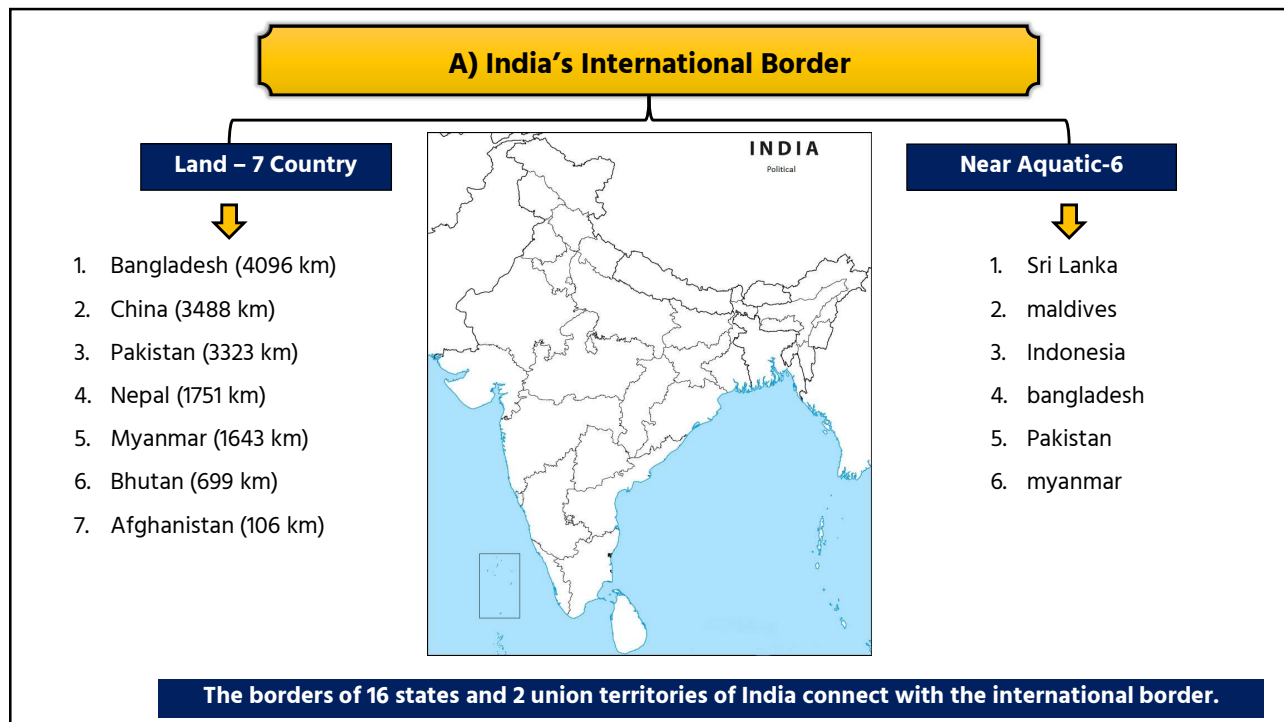 A) India’s International Border
Land – 7 Country
1. Bangladesh (4096 km)
2. China (3488 km)
3. Pakistan (3323 km)
4. Nepal (1751 km)
5. Myanmar (1643 km)
6. Bhutan (699 km)
7. Afghanistan (106 km)
INDIA
Political
Near Aquatic-6
1. Sri Lanka
2. maldives
3. Indonesia
4. bangladesh
5. Pakistan
6. myanmar
The borders of 16 states and 2 union territories of India connect with the international border.